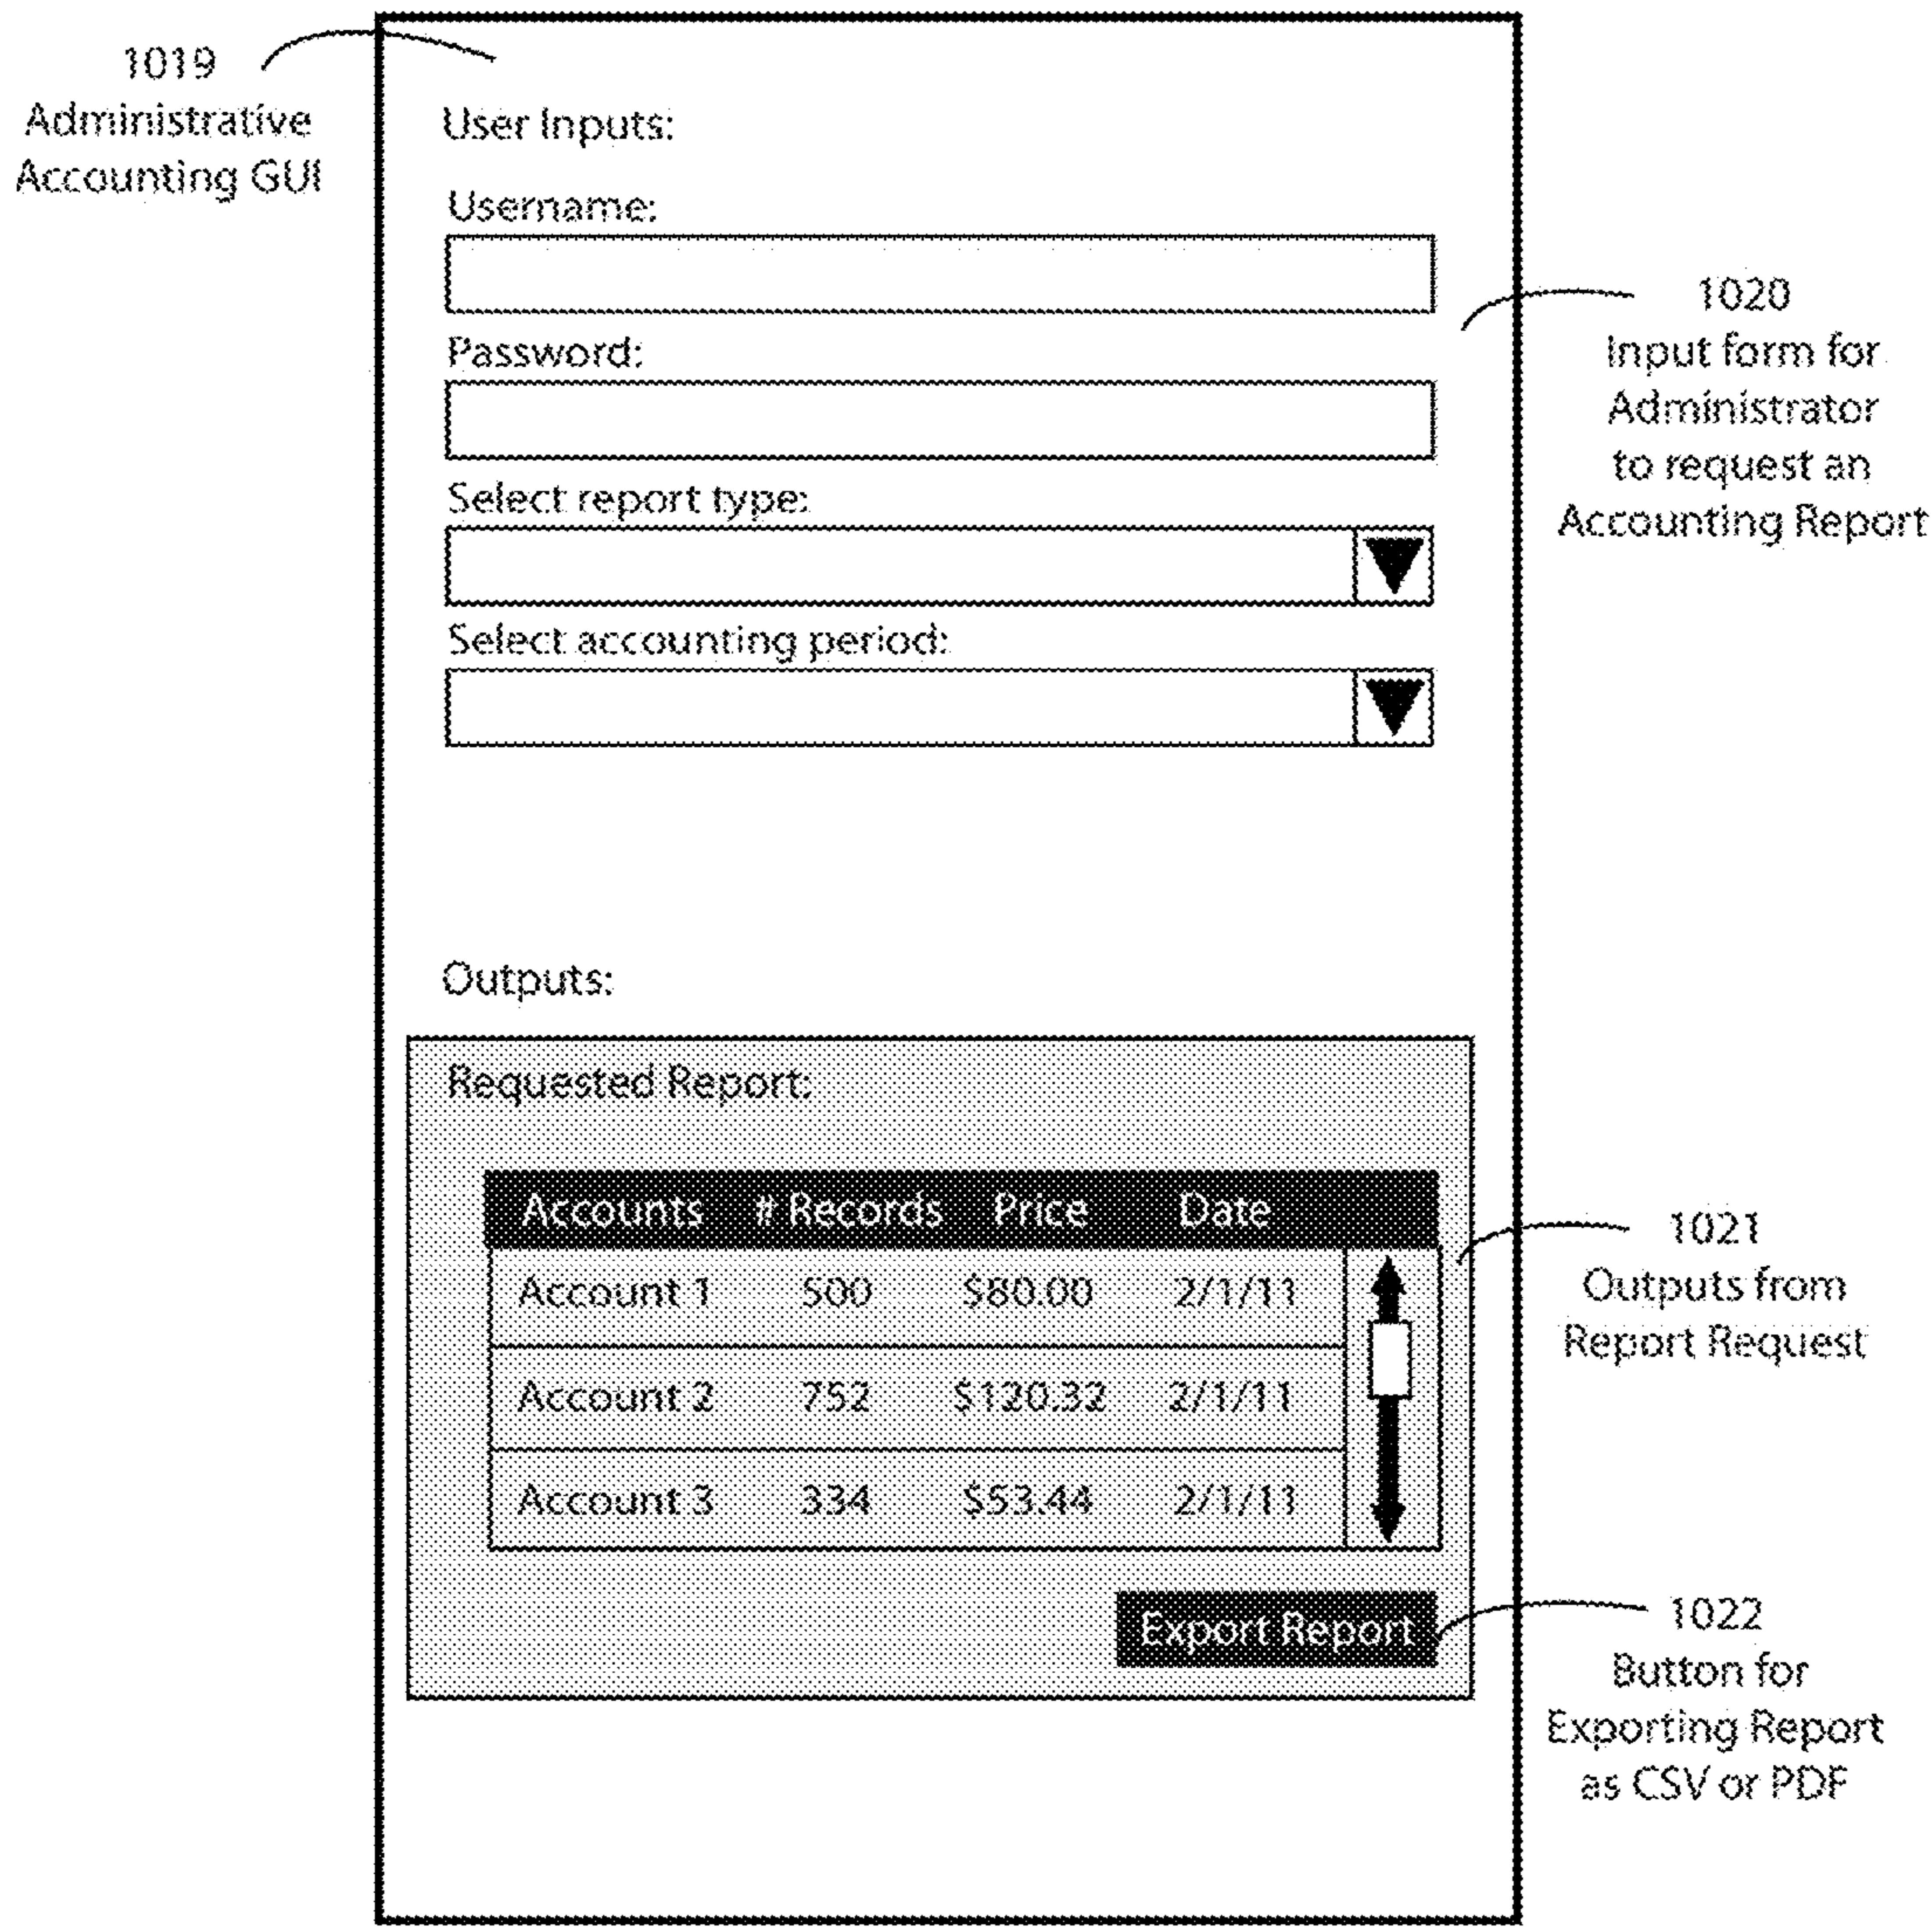 1019
Administrative
Accounting GUI
User Inputs:
Username:
Password:
Select report type:
Select accounting period:
1020
Input form for
Administrator
to request an
Accounting Report
Outputs:
Requested Report:
Accounts # Records Price Date
Account 1 500 $80.00 2/1/11
Account 2 752 $120.32 2/1/11
Account 3 334 $53.44 2/1/11
Export Report
1021
Outputs from
Report Request
1022
Button for
Exporting Report
as CSV or PDF